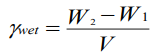 γwet = W₂ − W₁ / V